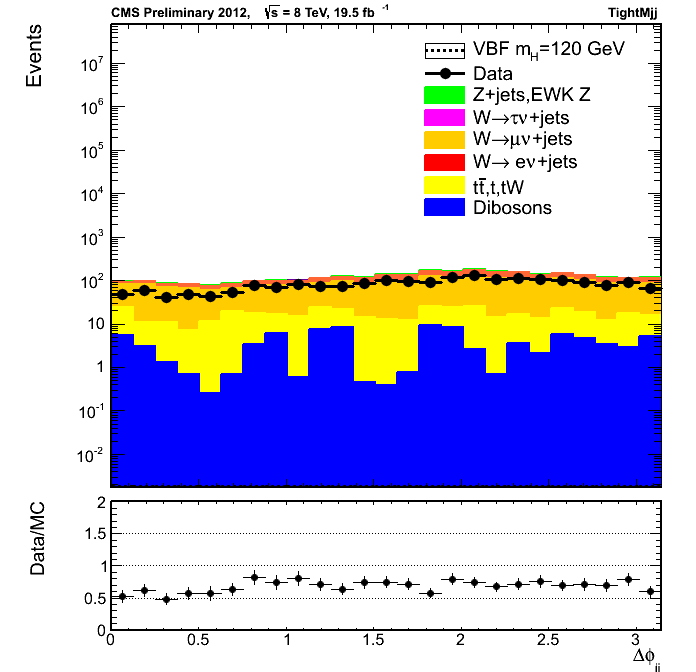 CMS Preliminary 2012, √s = 8 TeV, 19.5 fb⁻¹ TightMjj
Events
10⁷
10⁶
10⁵
10⁴
10³
10²
10
1
10⁻¹
10⁻²
VBF m_H=120 GeV
Data
Z+jets,EWK Z
W→τν+jets
W→μν+jets
W→ eν+jets
tt̄,t,tW
Dibosons
Data/MC
2
1.5
1
0.5
0
0 0.5 1 1.5 2 2.5 3
Δϕ_jj